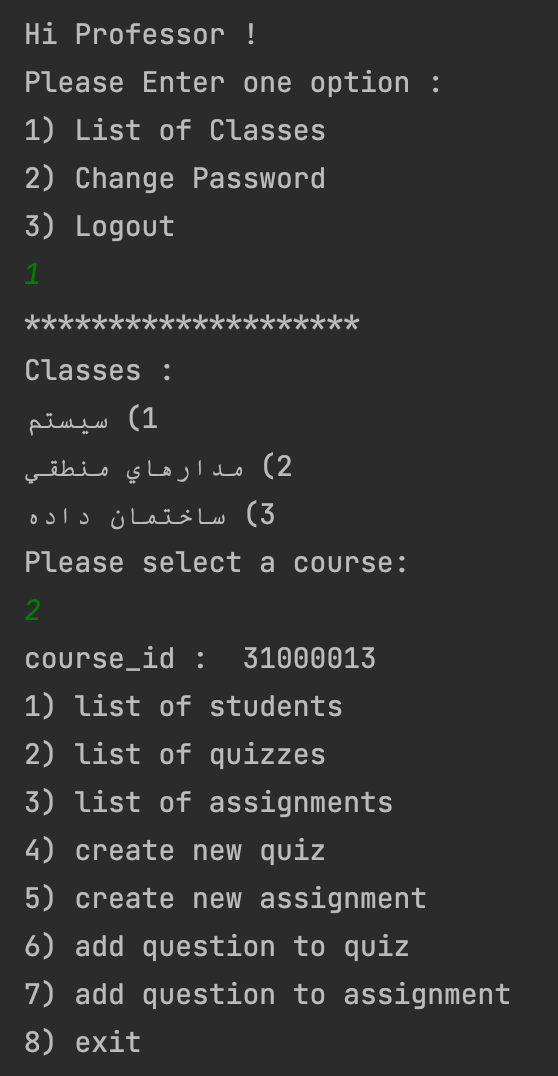 Hi Professor !
Please Enter one option :
1) List of Classes
2) Change Password
3) Logout
1
********************
Classes :
1) سيستم
2) مدارهاي منطقي
3) ساختمان داده
Please select a course:
2
course_id :  31000013
1) list of students
2) list of quizzes
3) list of assignments
4) create new quiz
5) create new assignment
6) add question to quiz
7) add question to assignment
8) exit